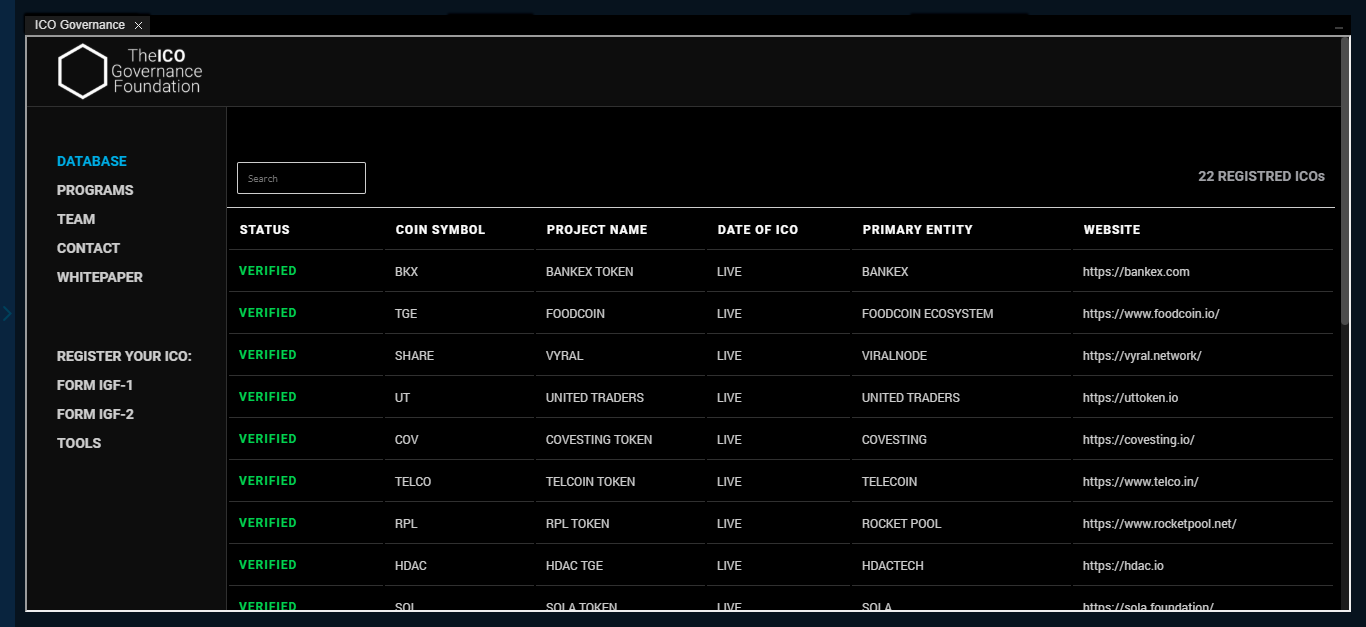 ICO Governance
TheICO
Governance
Foundation
DATABASE
PROGRAMS
TEAM
CONTACT
WHITEPAPER
REGISTER YOUR ICO:
FORM IGF-1
FORM IGF-2
TOOLS
Search
22 REGISTRED ICOs
STATUS COIN SYMBOL PROJECT NAME DATE OF ICO PRIMARY ENTITY WEBSITE
VERIFIED BKX BANKEX TOKEN LIVE BANKEX https://bankex.com
VERIFIED TGE FOODCOIN LIVE FOODCOIN ECOSYSTEM https://www.foodcoin.io/
VERIFIED SHARE VYRAL LIVE VIRALNODE https://vyral.network/
VERIFIED UT UNITED TRADERS LIVE UNITED TRADERS https://uttoken.io
VERIFIED COV COVESTING TOKEN LIVE COVESTING https://covesting.io/
VERIFIED TELCO TELCOIN TOKEN LIVE TELECOIN https://www.telco.in/
VERIFIED RPL RPL TOKEN LIVE ROCKET POOL https://www.rocketpool.net/
VERIFIED HDAC HDAC TGE LIVE HDACTECH https://hdac.io
VERIFIED SOL SOLA TOKEN LIVE SOLA https://sola.foundation/